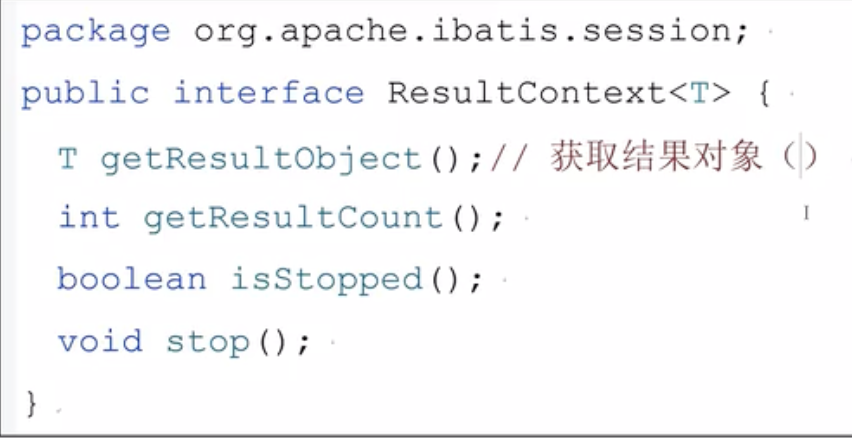 package org.apache.ibatis.session;
public interface ResultContext<T> {
T getResultObject();// 获取结果对象（）
int getResultCount();
boolean isStopped();
void stop();
}